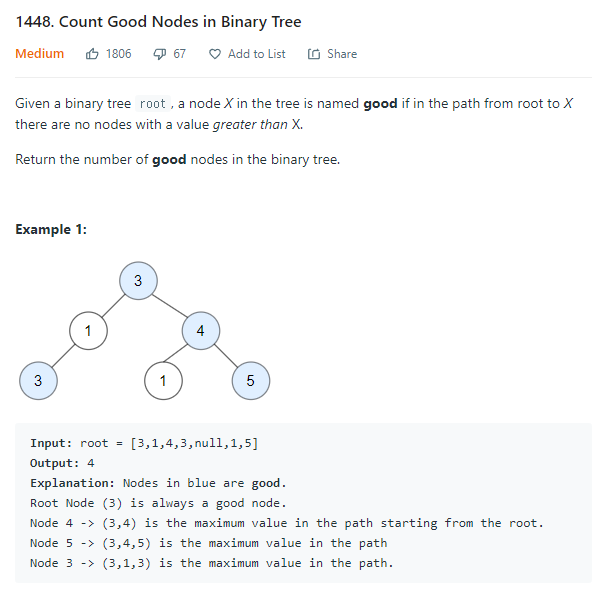 1448. Count Good Nodes in Binary Tree
Medium 1806 67 Add to List Share
Given a binary tree root , a node X in the tree is named good if in the path from root to X
there are no nodes with a value greater than X.
Return the number of good nodes in the binary tree.
Example 1:
3
1 4
3 1 5
Input: root = [3,1,4,3,null,1,5]
Output: 4
Explanation: Nodes in blue are good.
Root Node (3) is always a good node.
Node 4 -> (3,4) is the maximum value in the path starting from the root.
Node 5 -> (3,4,5) is the maximum value in the path
Node 3 -> (3,1,3) is the maximum value in the path.